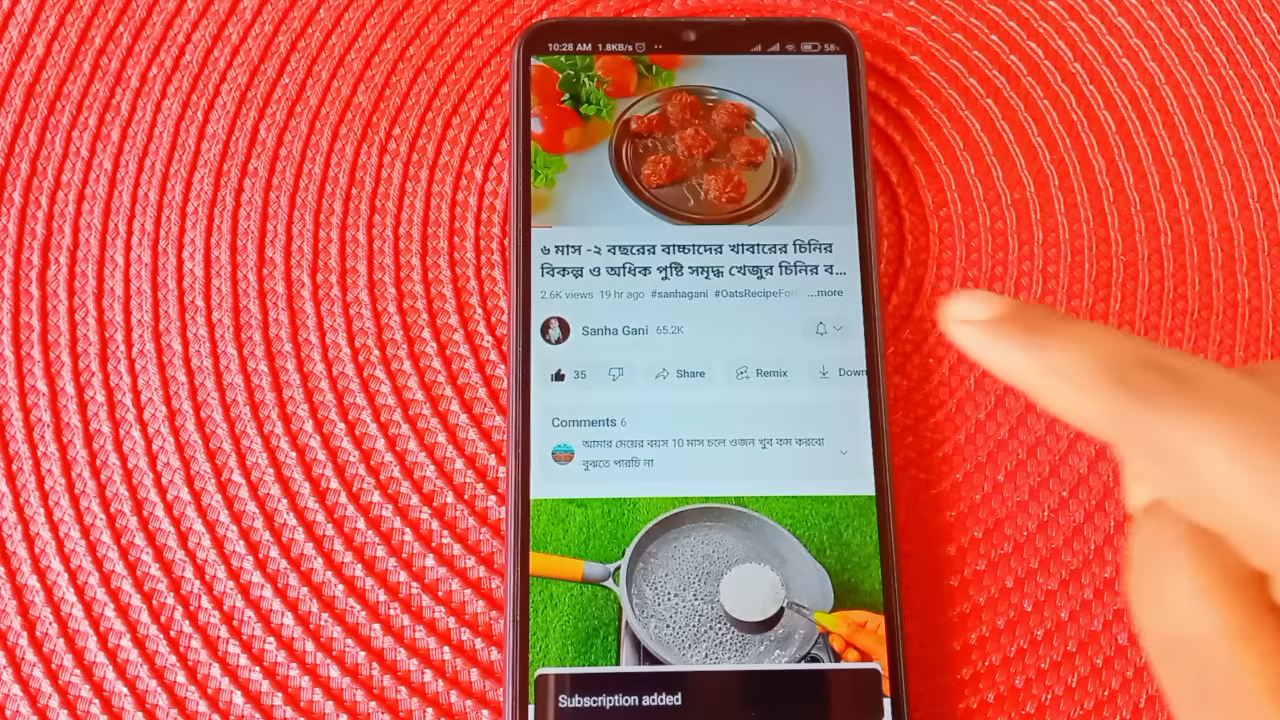 10:28 AM 1.8KB/s 58
৬ মাস -২ বছরের বাচ্চাদের খাবারের চিনির
বিকল্প ও অধিক পুষ্টি সমৃদ্ধ খেজুর চিনির ব...
2.6K views 19 hr ago #sanhagani #OatsRecipeFor ...more
Sanha Gani 65.2K
35 Share Remix Down
Comments 6
আমার মেয়ের বয়স 10 মাস চলে ওজন খুব কম করবো
বুঝতে পারচি না
Subscription added